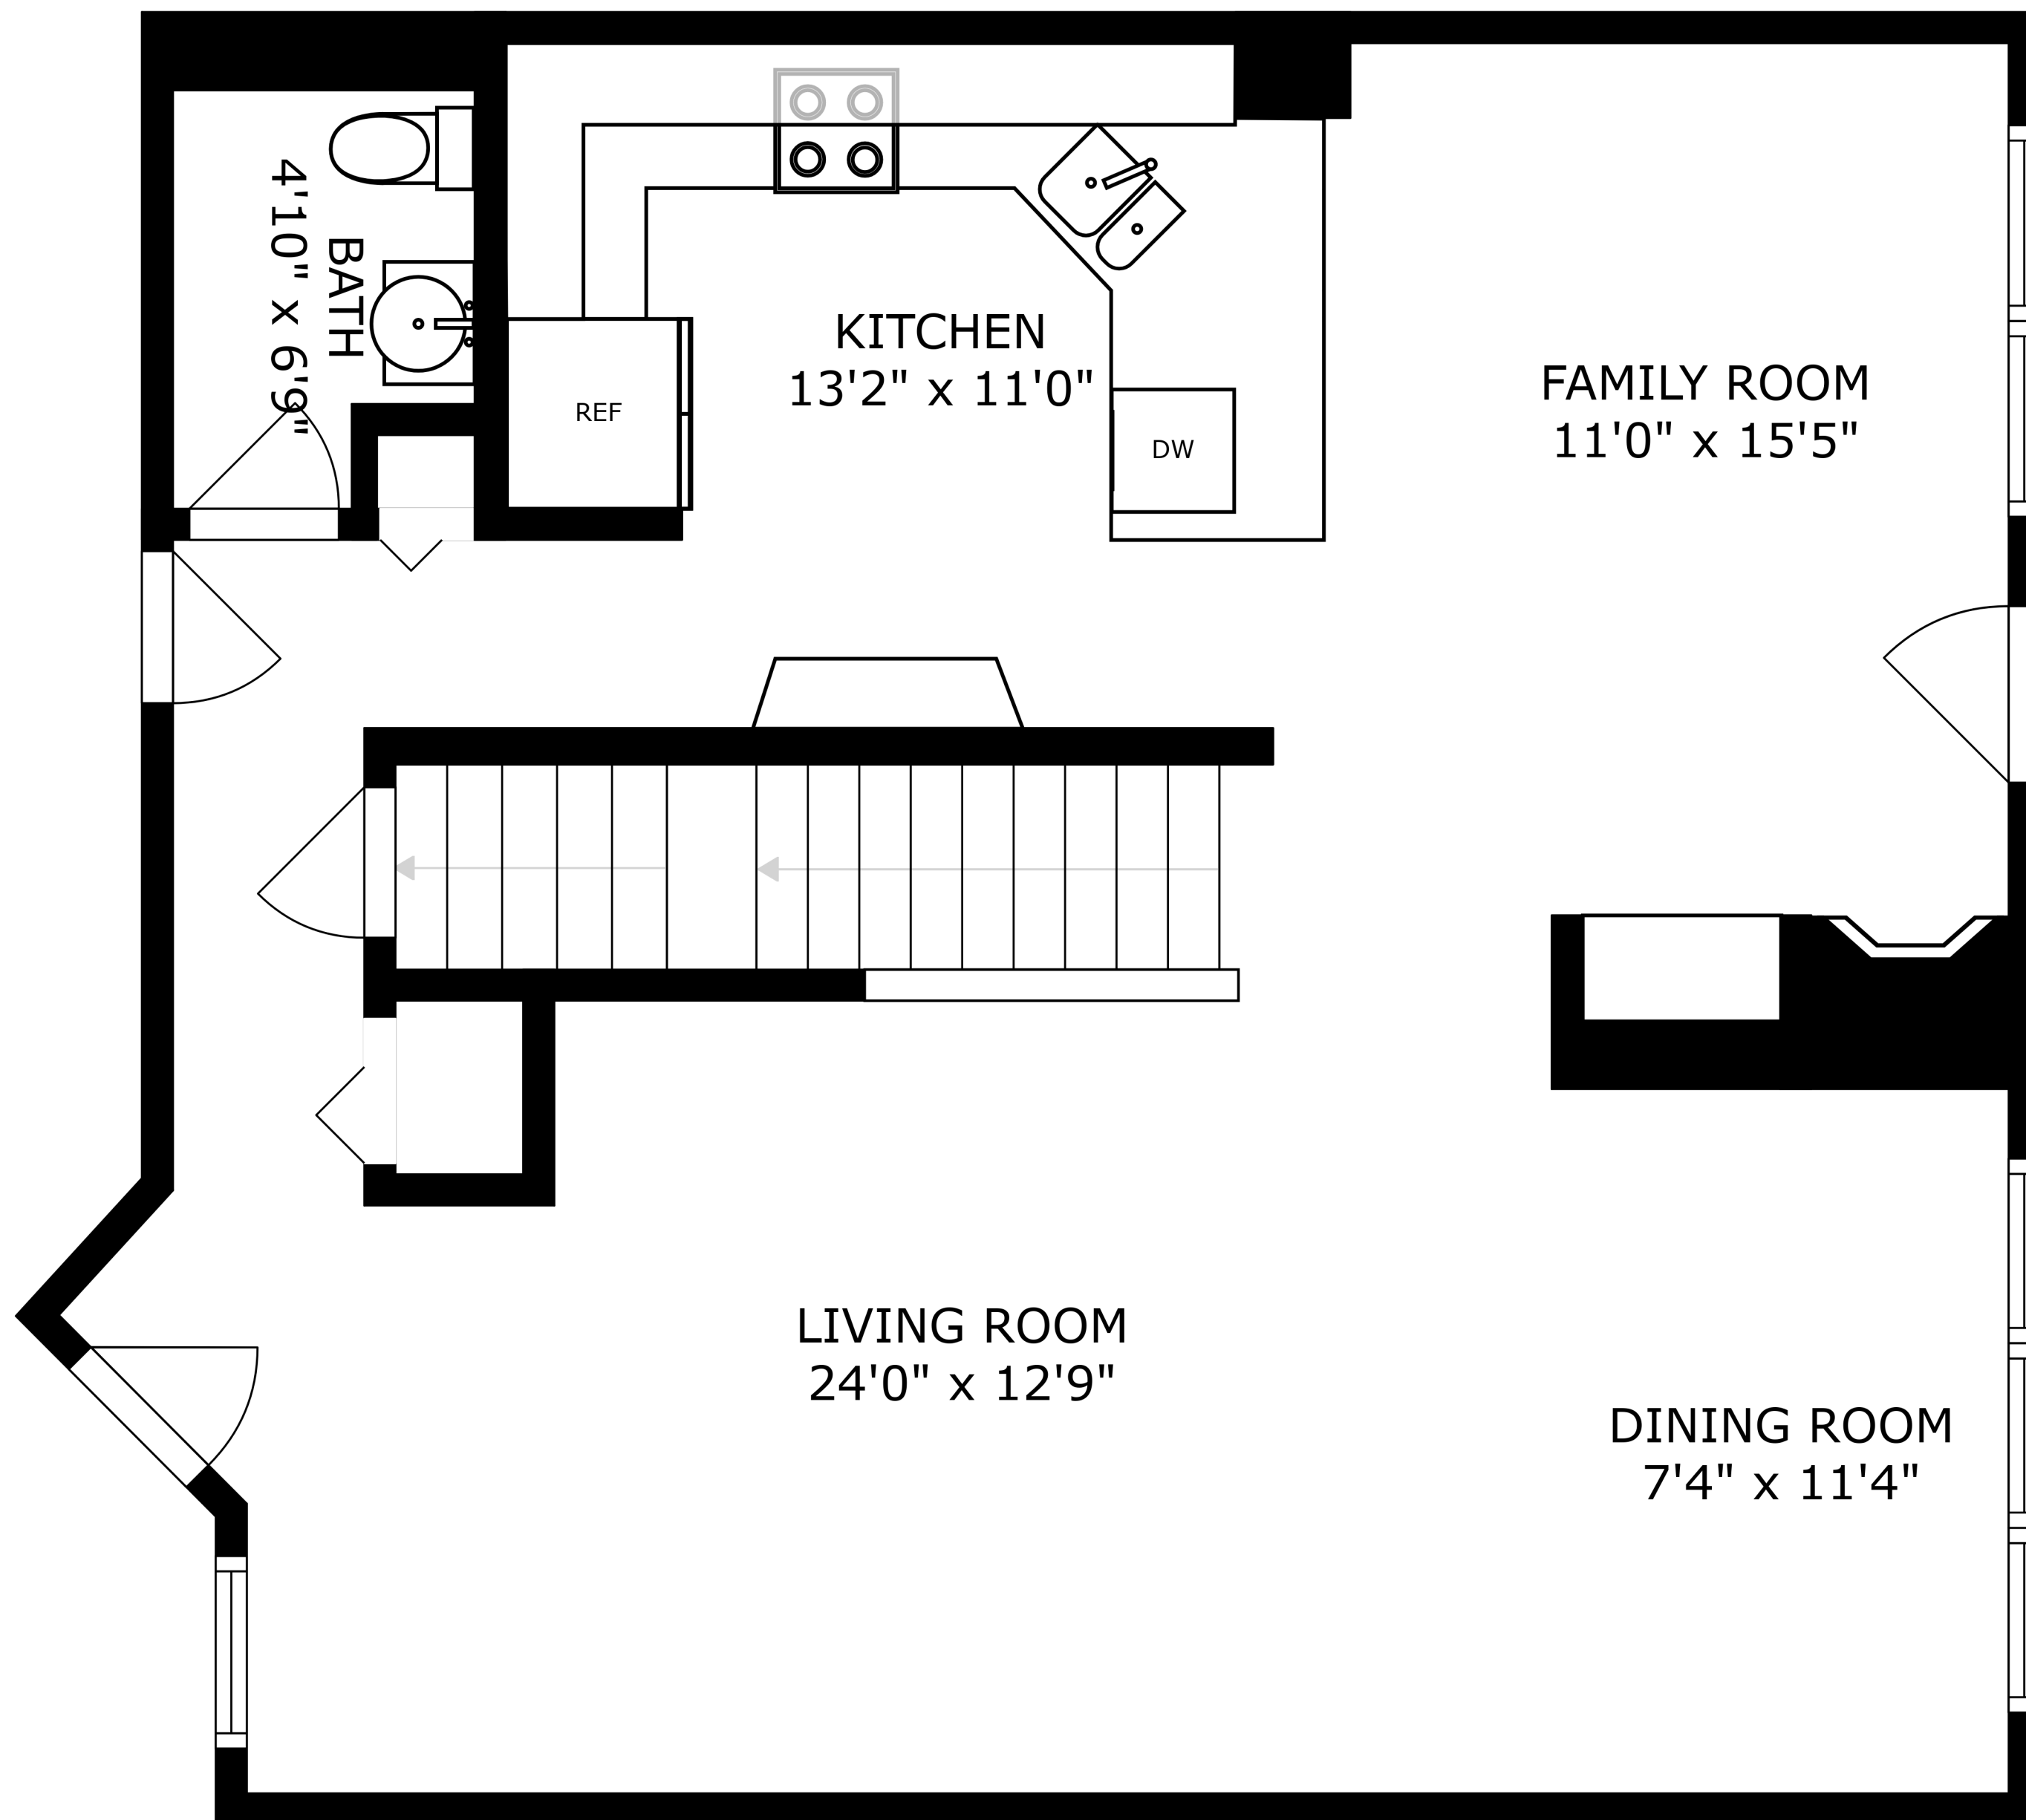 BATH
4'10" x 6'9"
REF
KITCHEN
13'2" x 11'0"
DW
FAMILY ROOM
11'0" x 15'5"
LIVING ROOM
24'0" x 12'9"
DINING ROOM
7'4" x 11'4"